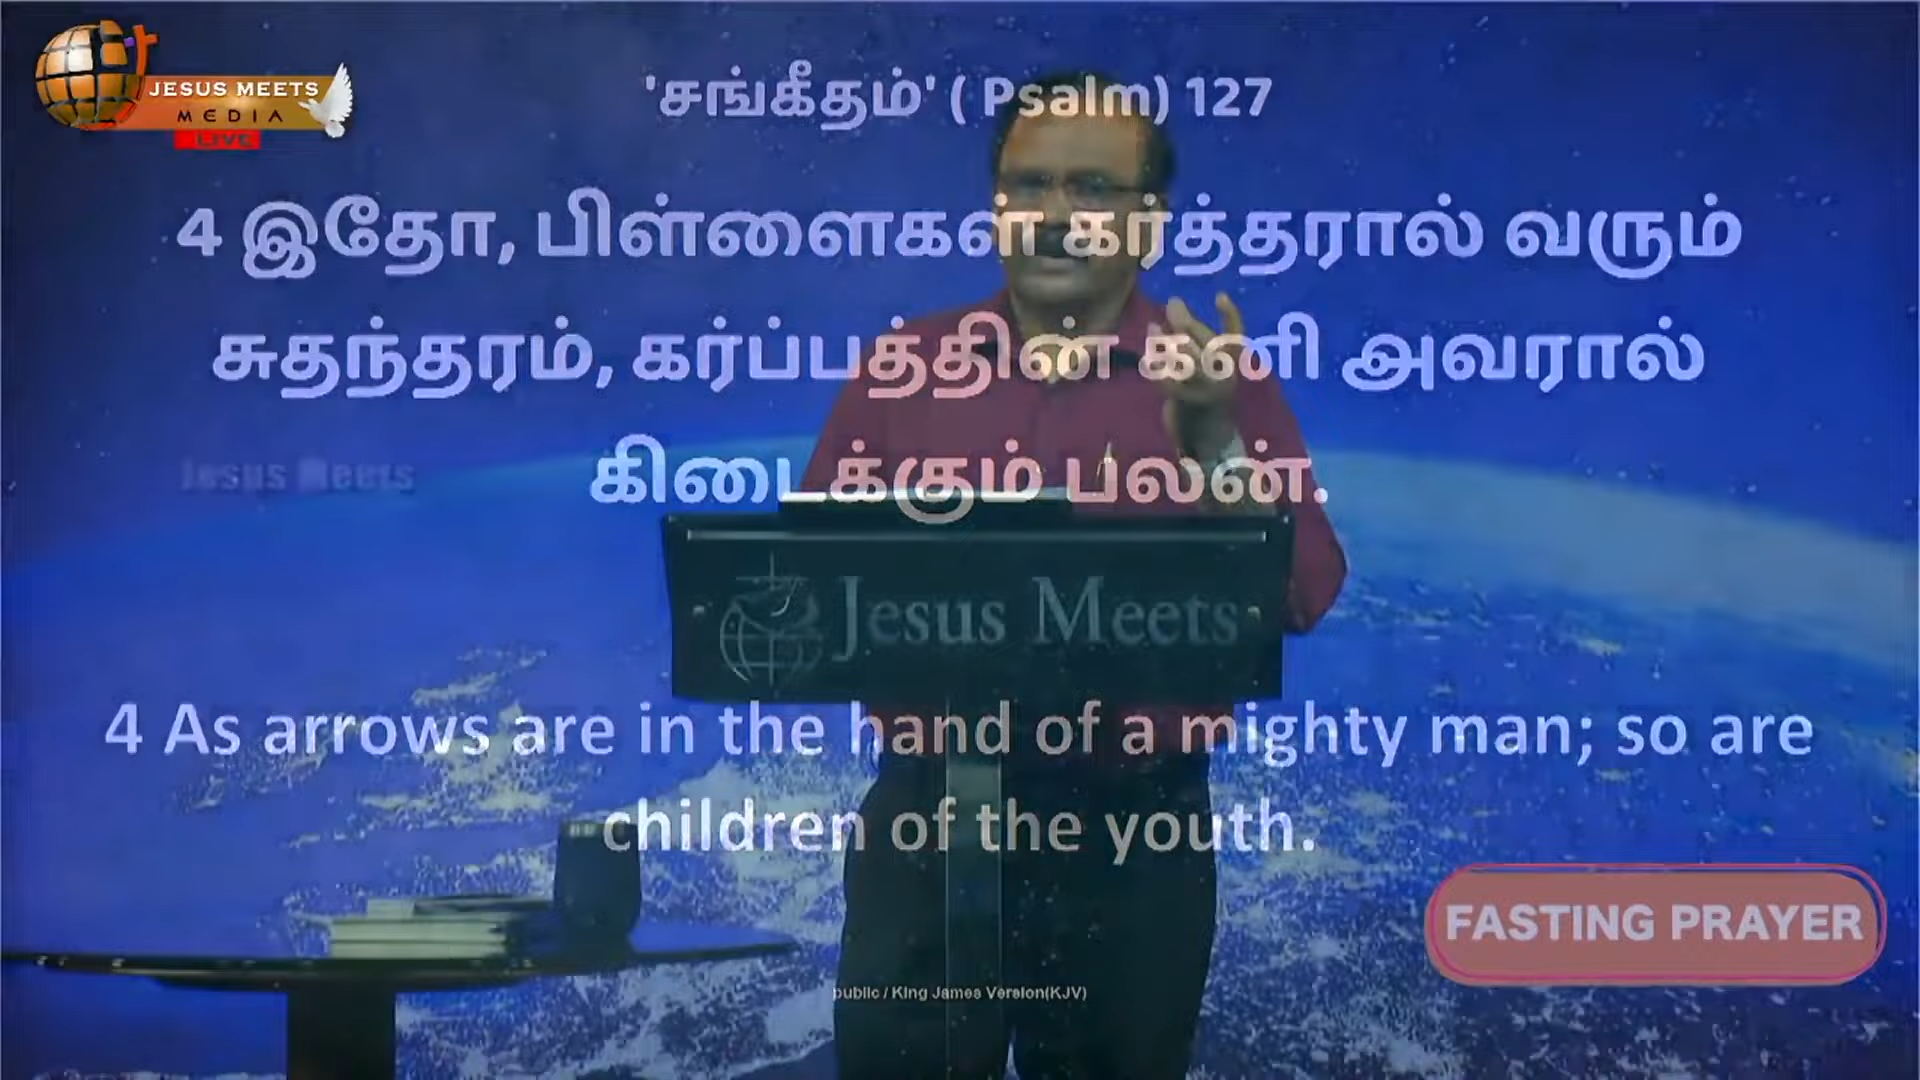 JESUS MEETS
MEDIA
LIVE
'சங்கீதம்' ( Psalm) 127
4 இதோ, பிள்ளைகள் கர்த்தரால் வரும்
சுதந்தரம், கர்ப்பத்தின் கனி அவரால்
கிடைக்கும் பலன்.
Jesus Meets
Jesus Meets
4 As arrows are in the hand of a mighty man; so are
children of the youth.
FASTING PRAYER
public / King James Version(KJV)